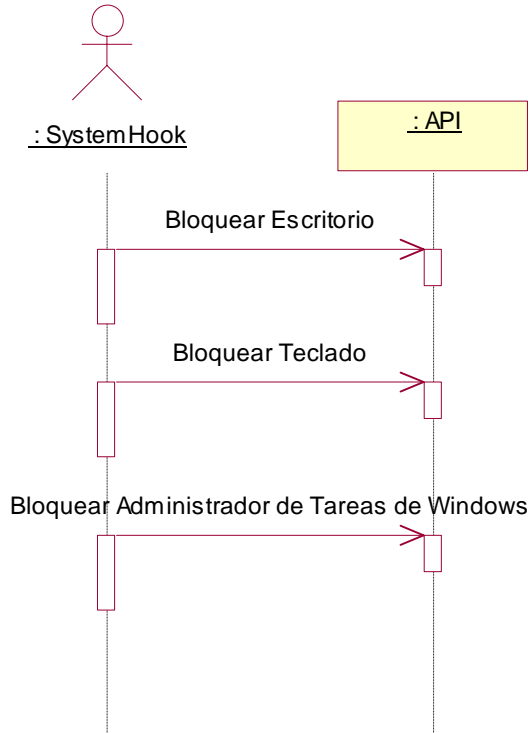 : SystemHook
: API
Bloquear Escritorio
Bloquear Teclado
Bloquear Administrador de Tareas de Windows